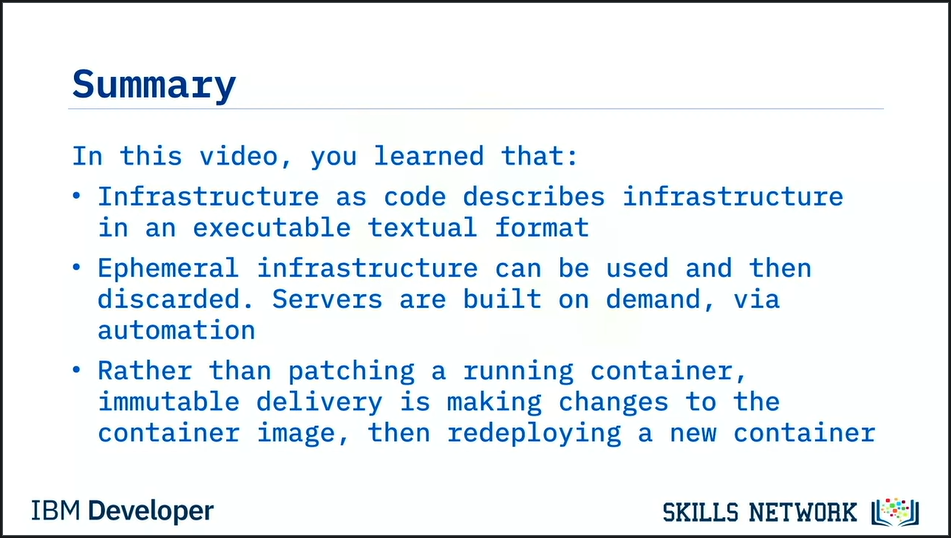 Summary
In this video, you learned that:
• Infrastructure as code describes infrastructure
in an executable textual format
• Ephemeral infrastructure can be used and then
discarded. Servers are built on demand, via
automation
• Rather than patching a running container,
immutable delivery is making changes to the
container image, then redeploying a new container
IBM Developer
SKILLS NETWORK